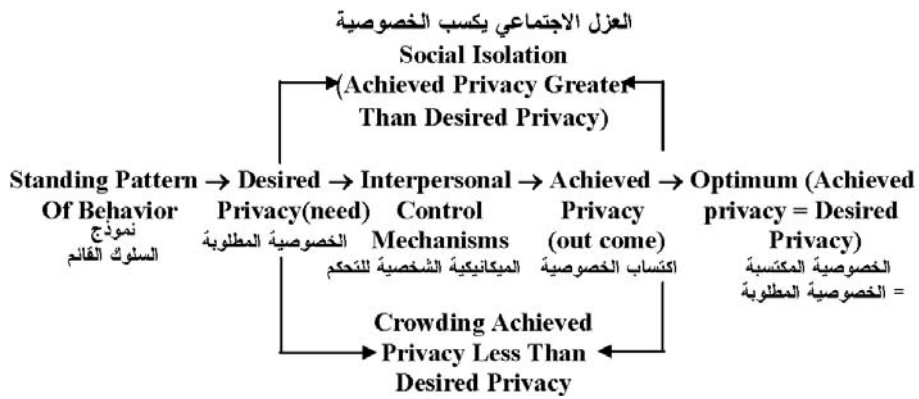 العزل الاجتماعي يكسب الخصوصية
Social Isolation
(Achieved Privacy Greater
Than Desired Privacy)
Standing Pattern → Desired → Interpersonal → Achieved → Optimum (Achieved
Of Behavior Privacy(need) Control Privacy privacy = Desired
نموذج الخصوصية المطلوبة Mechanisms (out come) Privacy)
السلوك القائم الميكانيكية الشخصية للتحكم اكتساب الخصوصية الخصوصية المكتسبة
= الخصوصية المطلوبة
Crowding Achieved
Privacy Less Than
Desired Privacy